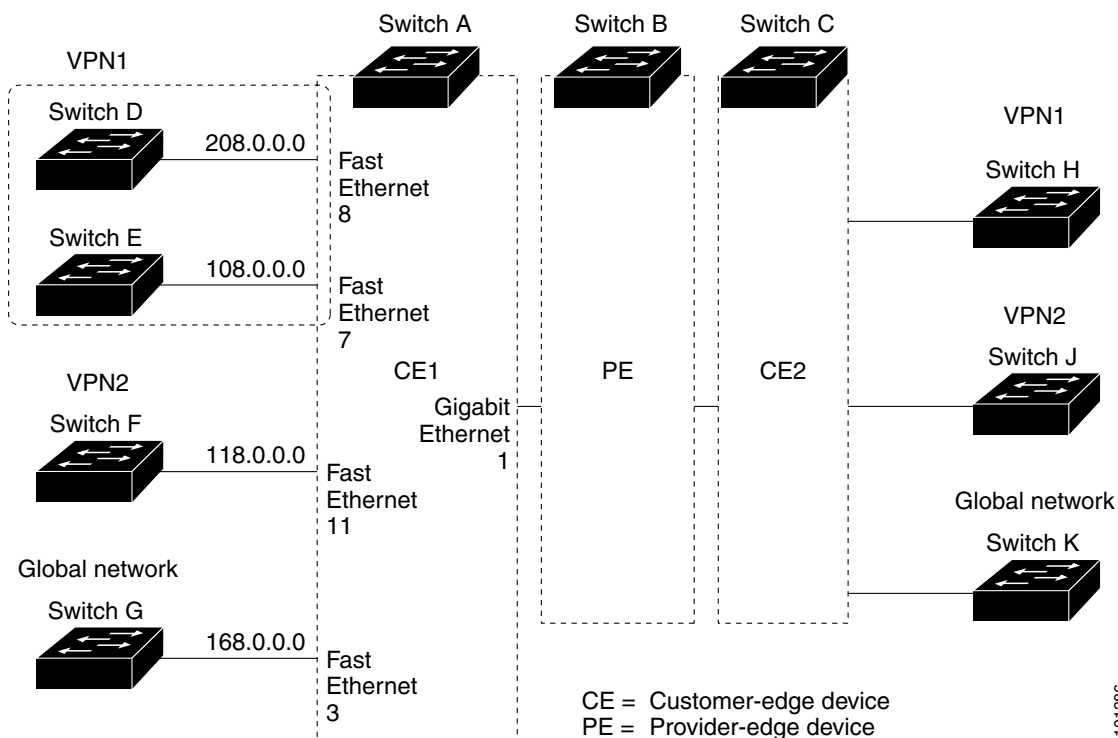 Switch A
Switch B
Switch C
VPN1
Switch D
208.0.0.0
Fast
Ethernet
8
Switch E
108.0.0.0
Fast
Ethernet
7
VPN2
Switch F
118.0.0.0
Fast
Ethernet
11
Global network
Switch G
168.0.0.0
Fast
Ethernet
3
CE1
Gigabit
Ethernet
1
PE
CE2
VPN1
Switch H
VPN2
Switch J
Global network
Switch K
CE = Customer-edge device
PE = Provider-edge device